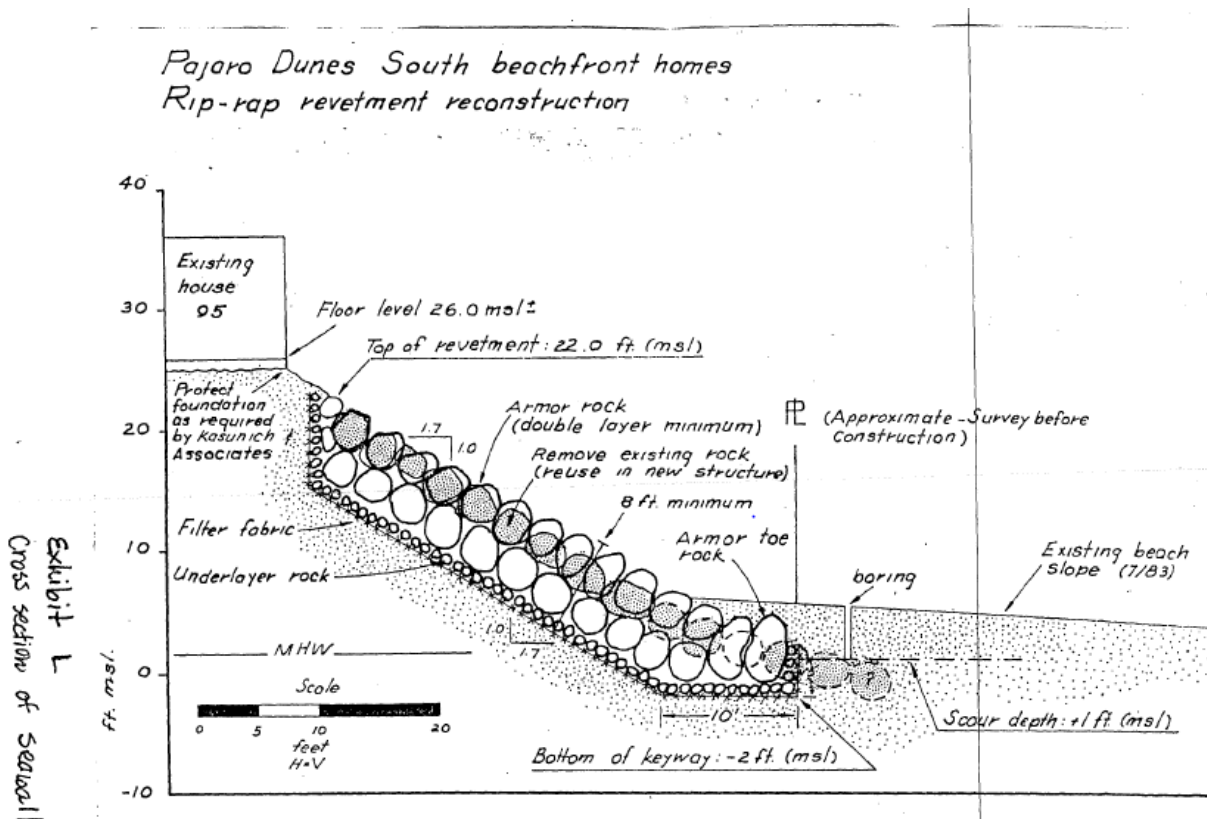 Pajaro Dunes South beachfront homes
Rip-rap revetment reconstruction
40
30
20
10
0
-10
ft. msl.
Existing
house
95
Floor level 26.0 msl±
Top of revetment: 22.0 ft. (msl)
Protect
foundation
as required
by Kasunich &
Associates
1.7
1.0
Armor rock
(double layer minimum)
Remove existing rock
(reuse in new structure)
8 ft. minimum
Armor toe
rock
PL
(Approximate - Survey before
Construction)
boring
Existing beach
slope (7/83)
Filter fabric
Underlayer rock
1.0
1.7
MHW
Scale
0 5 10 20
feet
H=V
10'
?
Scour depth: +1 ft (msl)
Bottom of keyway: -2 ft. (msl)
Exhibit L
Cross section of seawall